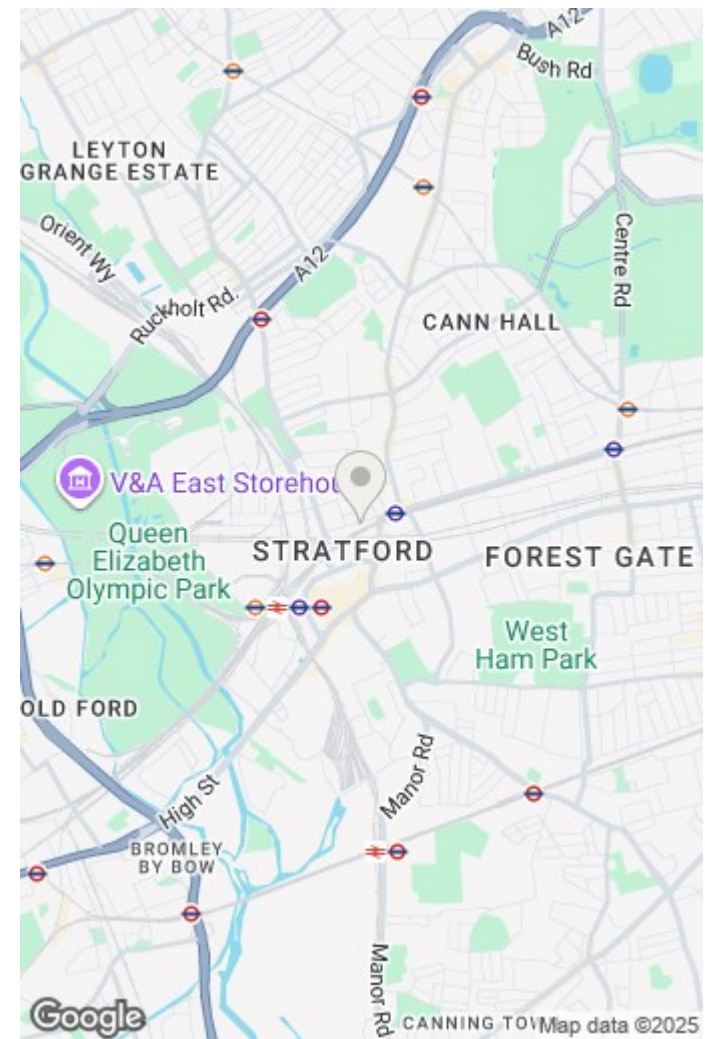 A12
Bush Rd
LEYTON
GRANGE ESTATE
Orient Wy
Centre Rd
A12
Ruckholt Rd.
CANN HALL
V&A East Storehou
Queen
Elizabeth
Olympic Park
STRATFORD
FOREST GATE
West
Ham Park
OLD FORD
Manor Rd
High St
BROMLEY
BY BOW
Manor Rd
Google
CANNING TOW
Map data ©2025